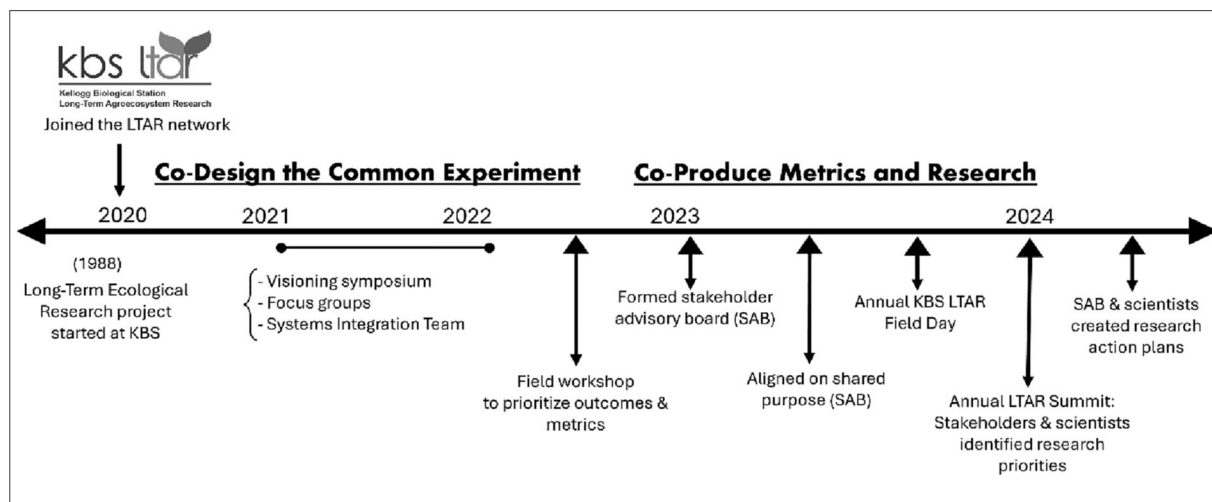 kbs ltar
Kellogg Biological Station
Long-Term Agroecosystem Research
Joined the LTAR network
Co-Design the Common Experiment
Co-Produce Metrics and Research
2020
2021
2022
2023
2024
(1988)
Long-Term Ecological
Research project
started at KBS
- Visioning symposium
- Focus groups
- Systems Integration Team
Field workshop
to prioritize outcomes &
metrics
Formed stakeholder
advisory board (SAB)
Aligned on shared
purpose (SAB)
Annual KBS LTAR
Field Day
Annual LTAR Summit:
Stakeholders & scientists
identified research
priorities
SAB & scientists
created research
action plans